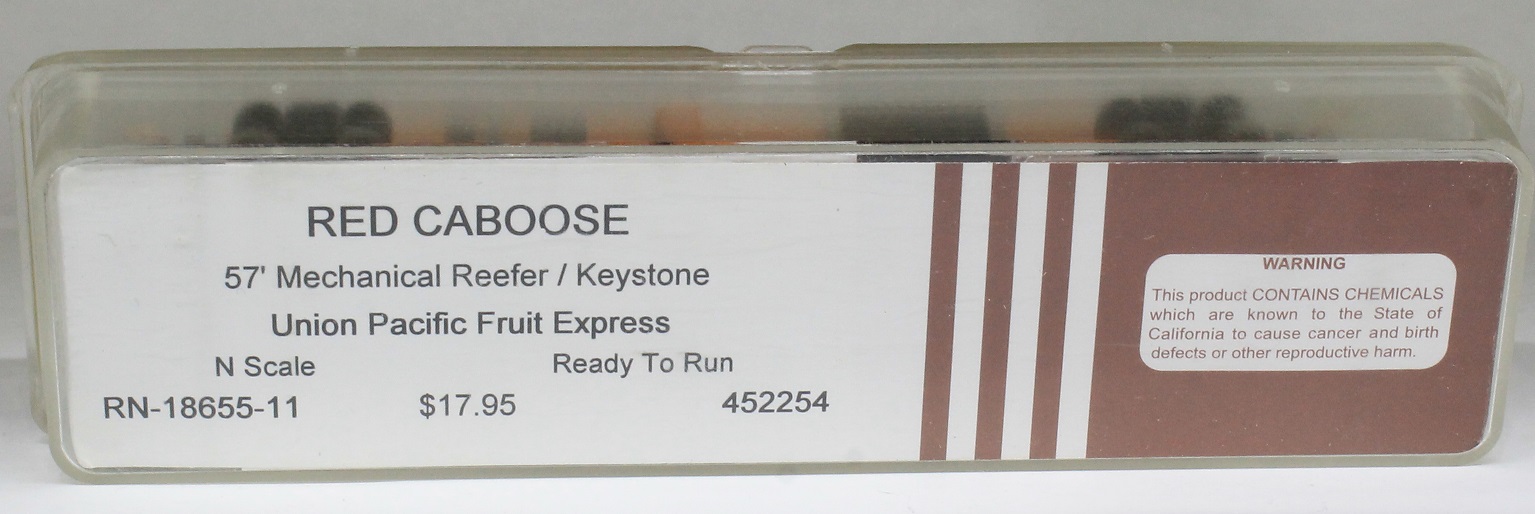 RED CABOOSE
57' Mechanical Reefer / Keystone
Union Pacific Fruit Express
N Scale Ready To Run
RN-18655-11 $17.95 452254
WARNING
This product CONTAINS CHEMICALS
which are known to the State of
California to cause cancer and birth
defects or other reproductive harm.